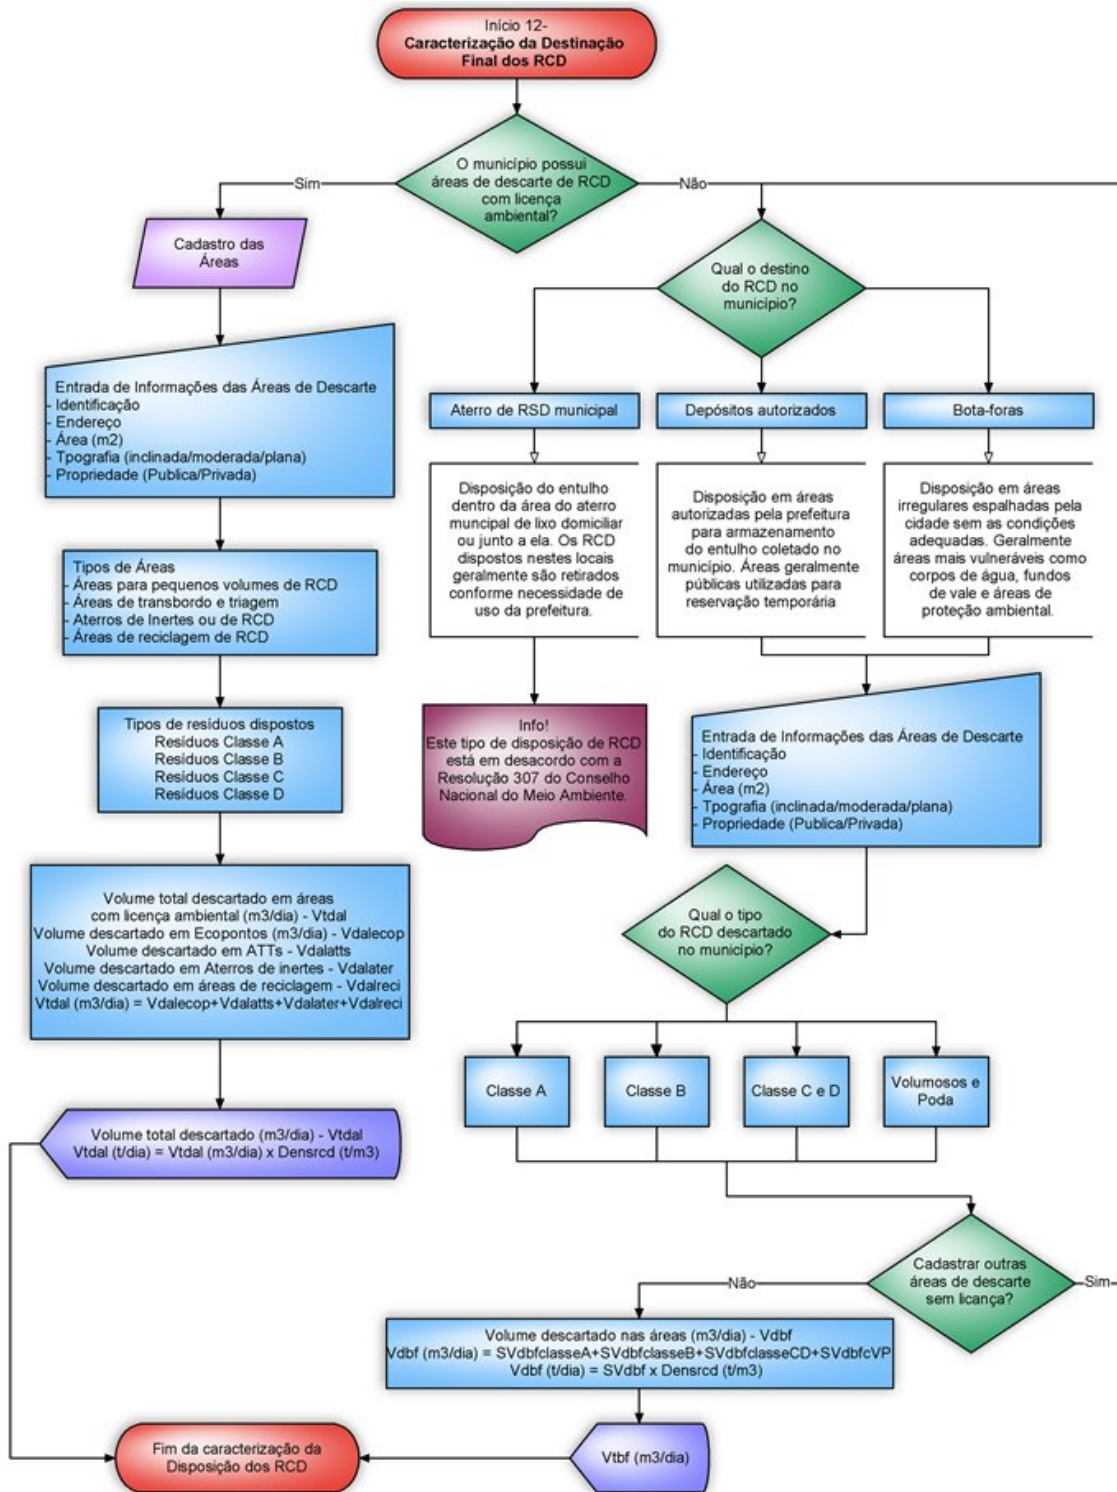 Início 12-
Caracterização da Destinação
Final dos RCD
O município possui
áreas de descarte de RCD
com licença
ambiental?
Sim
Não
Cadastro das
Áreas
Qual o destino
do RCD no
município?
Entrada de Informações das Áreas de Descarte
- Identificação
- Endereço
- Área (m2)
- Tpografia (inclinada/moderada/plana)
- Propriedade (Publica/Privada)
Aterro de RSD municipal
Depósitos autorizados
Bota-foras
Disposição do entulho
dentro da área do aterro
muncipal de lixo domiciliar
ou junto a ela. Os RCD
dispostos nestes locais
geralmente são retirados
conforme necessidade de
uso da prefeitura.
Disposição em áreas
autorizadas pela prefeitura
para armazenamento
do entulho coletado no
município. Áreas geralmente
públicas utilizadas para
reservação temporária
Disposição em áreas
irregulares espalhadas pela
cidade sem as condições
adequadas. Geralmente
áreas mais vulneráveis como
corpos de água, fundos
de vale e áreas de
proteção ambiental.
Tipos de Áreas
- Áreas para pequenos volumes de RCD
- Áreas de transbordo e triagem
- Aterros de Inertes ou de RCD
- Áreas de reciclagem de RCD
Tipos de resíduos dispostos
Resíduos Classe A
Resíduos Classe B
Resíduos Classe C
Resíduos Classe D
Info!
Este tipo de disposição de RCD
está em desacordo com a
Resolução 307 do Conselho
Nacional do Meio Ambiente.
Entrada de Informações das Áreas de Descarte
- Identificação
- Endereço
- Área (m2)
- Tpografia (inclinada/moderada/plana)
- Propriedade (Publica/Privada)
Volume total descartado em áreas
com licença ambiental (m3/dia) - Vtdal
Volume descartado em Ecopontos (m3/dia) - Vdalecop
Volume descartado em ATTs - Vdalatts
Volume descartado em Aterros de inertes - Vdalater
Volume descartado em áreas de reciclagem - Vdalreci
Vtdal (m3/dia) = Vdalecop+Vdalatts+Vdalater+Vdalreci
Qual o tipo
do RCD descartado
no município?
Classe A
Classe B
Classe C e D
Volumosos e
Poda
Volume total descartado (m3/dia) - Vtdal
Vtdal (t/dia) = Vtdal (m3/dia) x Densrcd (t/m3)
Cadastrar outras
áreas de descarte
sem licança?
Não
Sim
Volume descartado nas áreas (m3/dia) - Vdbf
Vdbf (m3/dia) = SVdbfclasseA+SVdbfclasseB+SVdbfclasseCD+SVdbfcVP
Vdbf (t/dia) = SVdbf x Densrcd (t/m3)
Fim da caracterização da
Disposição dos RCD
Vtbf (m3/dia)